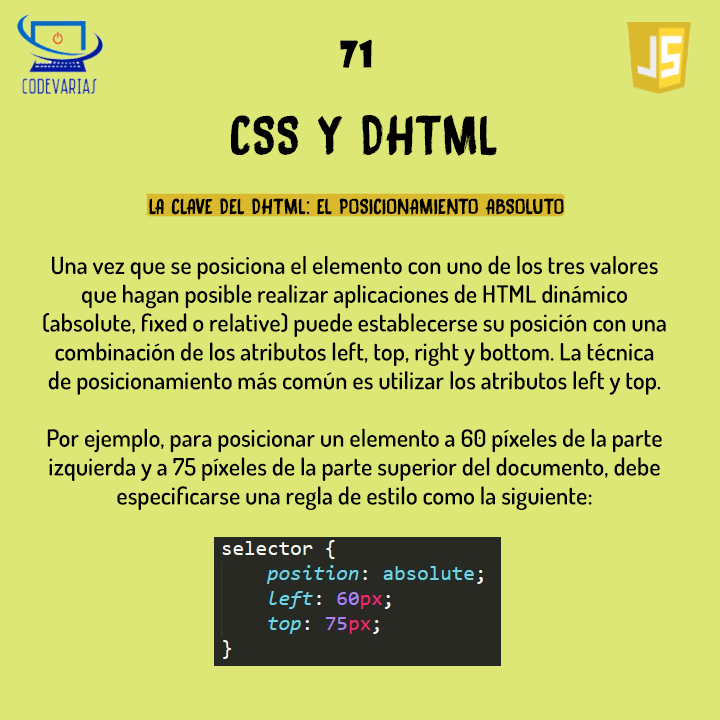 CODEVARIAS
71
JS
CSS Y DHTML
LA CLAVE DEL DHTML: EL POSICIONAMIENTO ABSOLUTO
Una vez que se posiciona el elemento con uno de los tres valores
que hagan posible realizar aplicaciones de HTML dinámico
(absolute, fixed o relative) puede establecerse su posición con una
combinación de los atributos left, top, right y bottom. La técnica
de posicionamiento más común es utilizar los atributos left y top.
Por ejemplo, para posicionar un elemento a 60 píxeles de la parte
izquierda y a 75 píxeles de la parte superior del documento, debe
especificarse una regla de estilo como la siguiente:
selector {
    position: absolute;
    left: 60px;
    top: 75px;
}